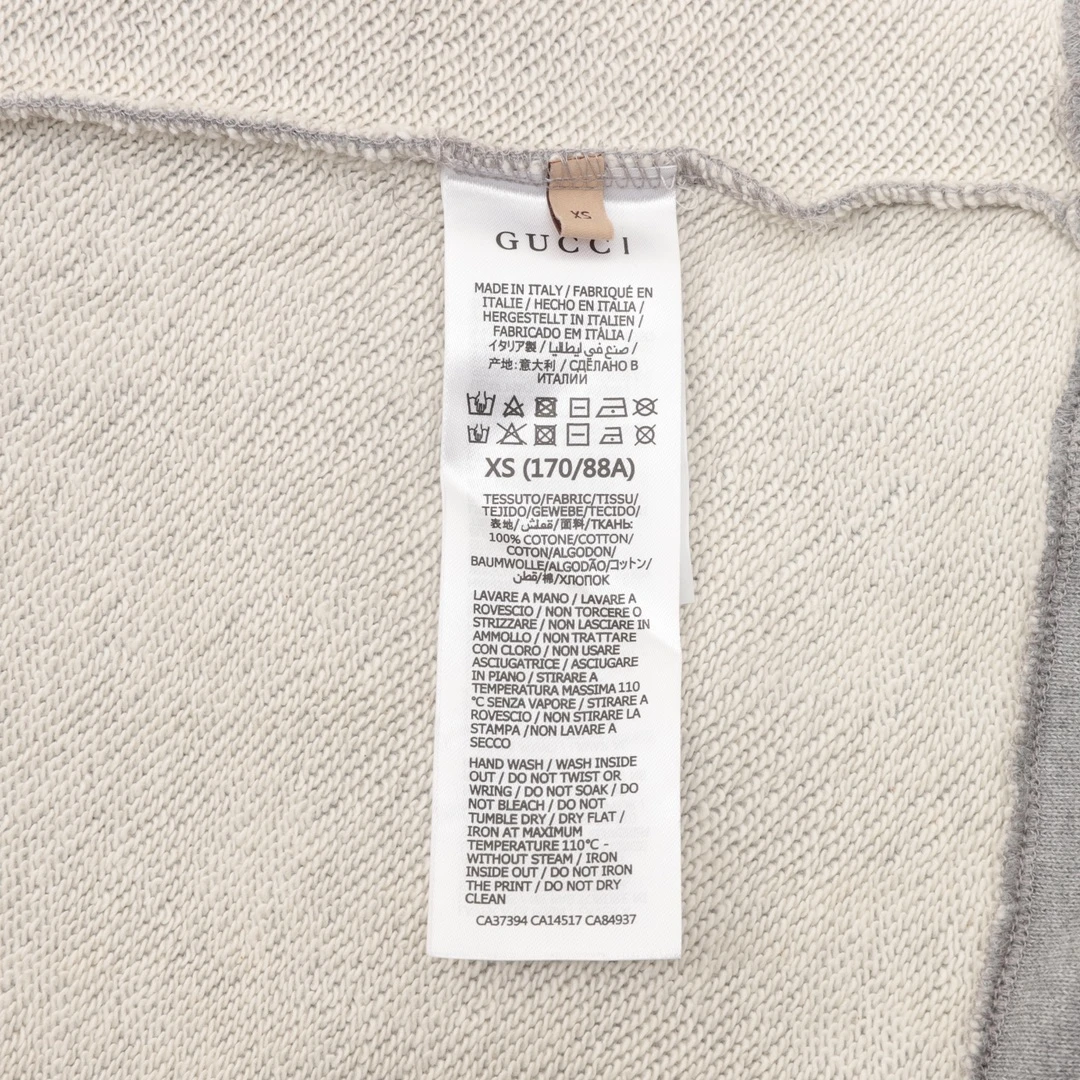 XS
GUCCI
MADE IN ITALY / FABRIQUÉ EN
ITALIE / HECHO EN ITALIA /
HERGESTELLT IN ITALIEN /
FABRICADO EM ITÁLIA /
イタリア製 / صنع في إيطاليا /
产地: 意大利 / СДЕЛАНО В
ИТАЛИИ
XS (170/88A)
TESSUTO/FABRIC/TISSU/
TEJIDO/GEWEBE/TECIDO/
表地/قماش/面料/ТКАНЬ:
100% COTONE/COTTON/
COTON/ALGODON/
BAUMWOLLE/ALGODÃO/コットン/
قطن/棉/ХЛОПОК
LAVARE A MANO / LAVARE A
ROVESCIO / NON TORCERE O
STRIZZARE / NON LASCIARE IN
AMMOLLO / NON TRATTARE
CON CLORO / NON USARE
ASCIUGATRICE / ASCIUGARE
IN PIANO / STIRARE A
TEMPERATURA MASSIMA 110
°C SENZA VAPORE / STIRARE A
ROVESCIO / NON STIRARE LA
STAMPA /NON LAVARE A
SECCO
HAND WASH / WASH INSIDE
OUT / DO NOT TWIST OR
WRING / DO NOT SOAK / DO
NOT BLEACH / DO NOT
TUMBLE DRY / DRY FLAT /
IRON AT MAXIMUM
TEMPERATURE 110°C -
WITHOUT STEAM / IRON
INSIDE OUT / DO NOT IRON
THE PRINT / DO NOT DRY
CLEAN
CA37394 CA14517 CA84937